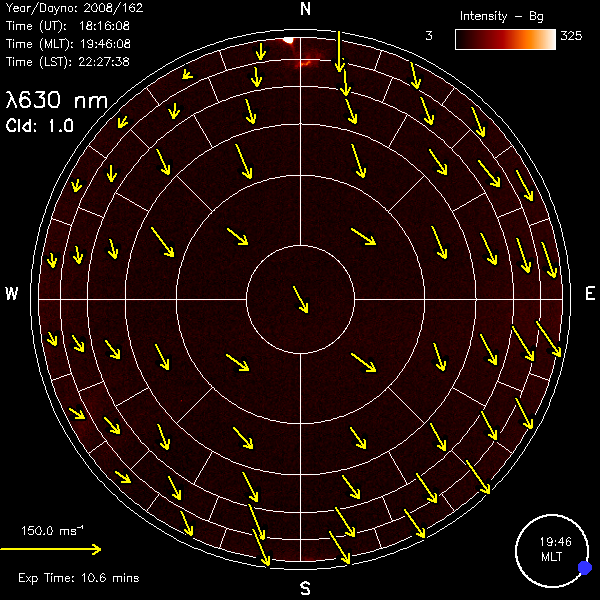 Year/Dayno: 2008/162
Time (UT): 18:16:08
Time (MLT): 19:46:08
Time (LST): 22:27:38
λ630 nm
Cld: 1.0
N
Intensity - Bg
3 325
W E
150.0 ms⁻¹
Exp Time: 10.6 mins
S
19:46
MLT